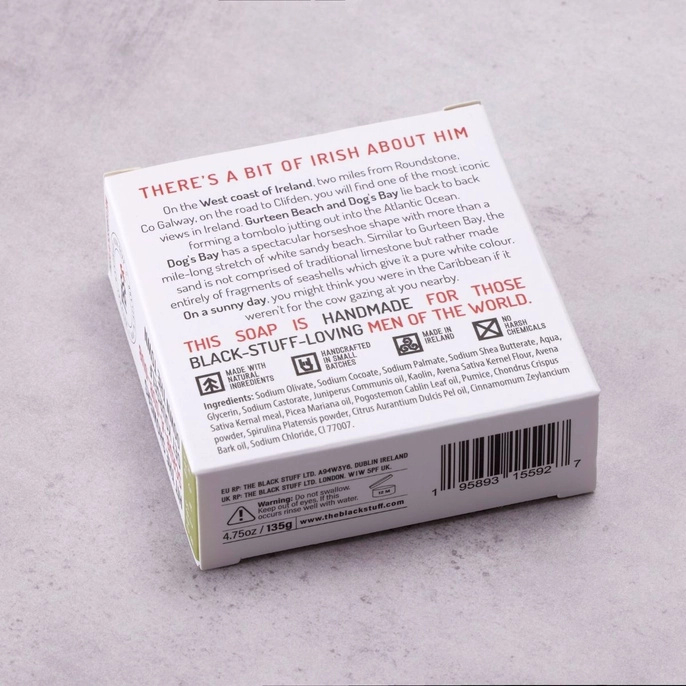 THERE'S A BIT OF IRISH ABOUT HIM
On the West coast of Ireland, two miles from Roundstone,
Co Galway, on the road to Clifden, you will find one of the most iconic
views in Ireland. Gurteen Beach and Dog's Bay lie back to back
forming a tombolo jutting out into the Atlantic Ocean.
Dog's Bay has a spectacular horseshoe shape with more than a
mile-long stretch of white sandy beach. Similar to Gurteen Bay, the
sand is not comprised of traditional limestone but rather made
entirely of fragments of seashells which give it a pure white colour.
On a sunny day, you might think you were in the Caribbean if it
weren't for the cow gazing at you nearby.
THIS SOAP IS HANDMADE FOR THOSE
BLACK-STUFF-LOVING MEN OF THE WORLD.
MADE WITH
NATURAL
INGREDIENTS
HANDCRAFTED
IN SMALL
BATCHES
MADE IN
IRELAND
NO
HARSH
CHEMICALS
Ingredients: Sodium Olivate, Sodium Cocoate, Sodium Palmate, Sodium Shea Butterate, Aqua,
Glycerin, Sodium Castorate, Juniperus Communis oil, Kaolin, Avena Sativa Kernel Flour, Avena
Sativa Kernal meal, Picea Mariana oil, Pogostemon Cablin Leaf oil, Pumice, Chondrus Crispus
powder, Spirulina Platensis powder, Citrus Aurantium Dulcis Pel oil, Cinnamomum Zeylancium
Bark oil, Sodium Chloride, CI 77007.
EU RP: THE BLACK STUFF LTD. A94W5Y6. DUBLIN IRELAND
UK RP: THE BLACK STUFF LTD. LONDON. W1W 5PF UK.
Warning: Do not swallow.
Keep out of eyes, if this
occurs rinse well with water.
4.75oz / 135g
www.theblackstuff.com
1 95893 15592 7